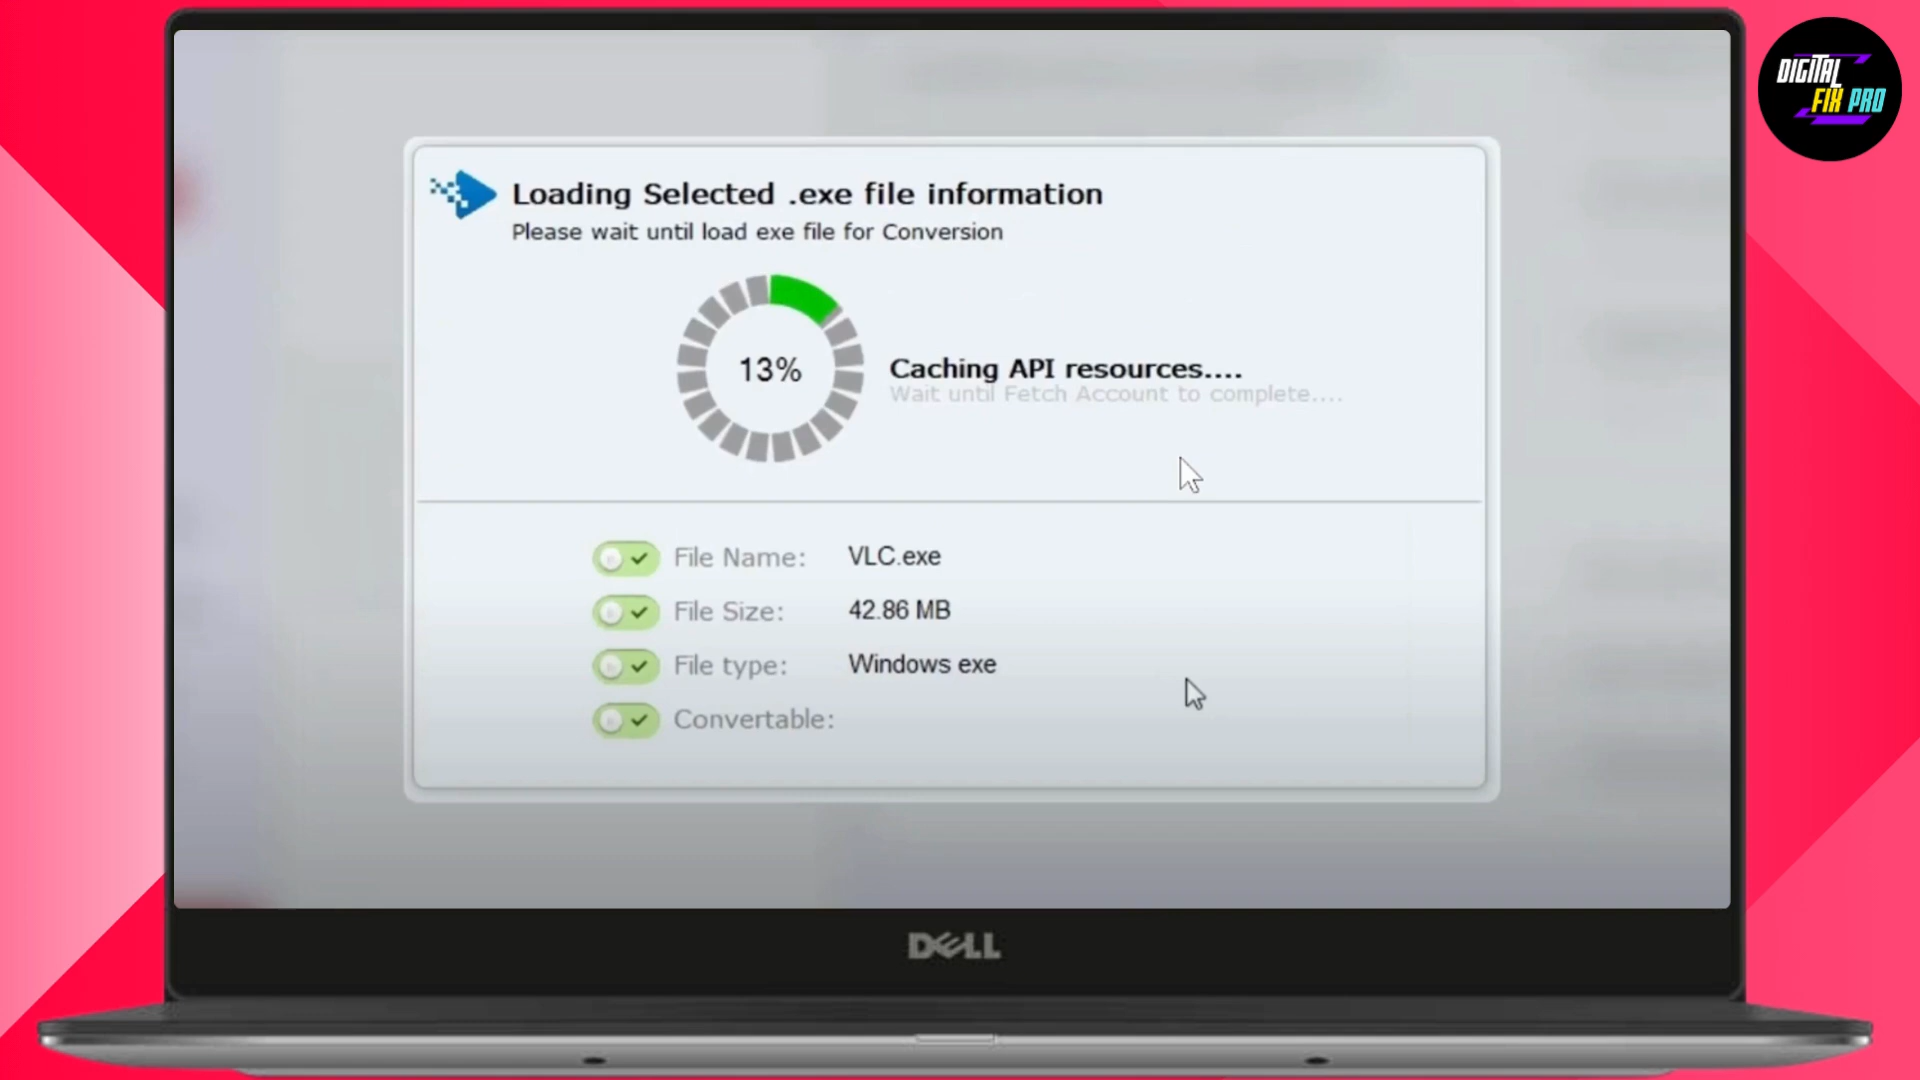 DIGITAL
FIX PRO
Loading Selected .exe file information
Please wait until load exe file for Conversion
13%
Caching API resources....
Wait until Fetch Account to complete....
File Name: VLC.exe
File Size: 42.86 MB
File type: Windows exe
Convertable:
DELL